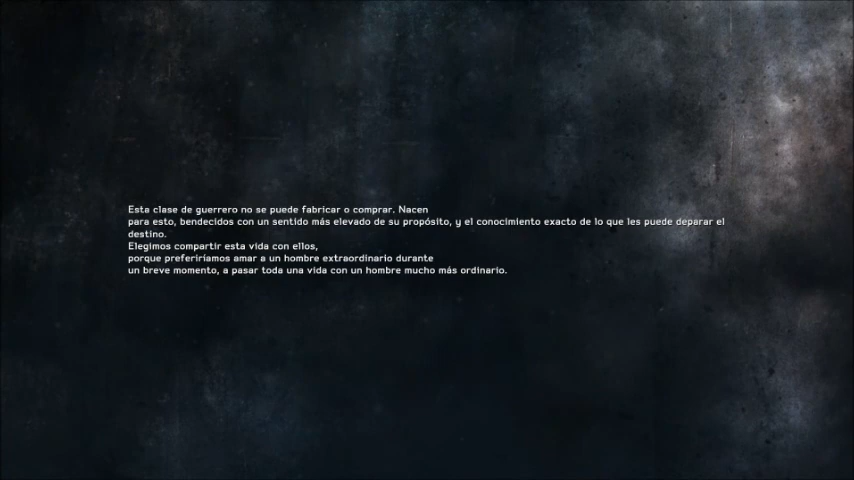 Esta clase de guerrero no se puede fabricar o comprar. Nacen
para esto, bendecidos con un sentido más elevado de su propósito, y el conocimiento exacto de lo que les puede deparar el
destino.
Elegimos compartir esta vida con ellos,
porque preferiríamos amar a un hombre extraordinario durante
un breve momento, a pasar toda una vida con un hombre mucho más ordinario.